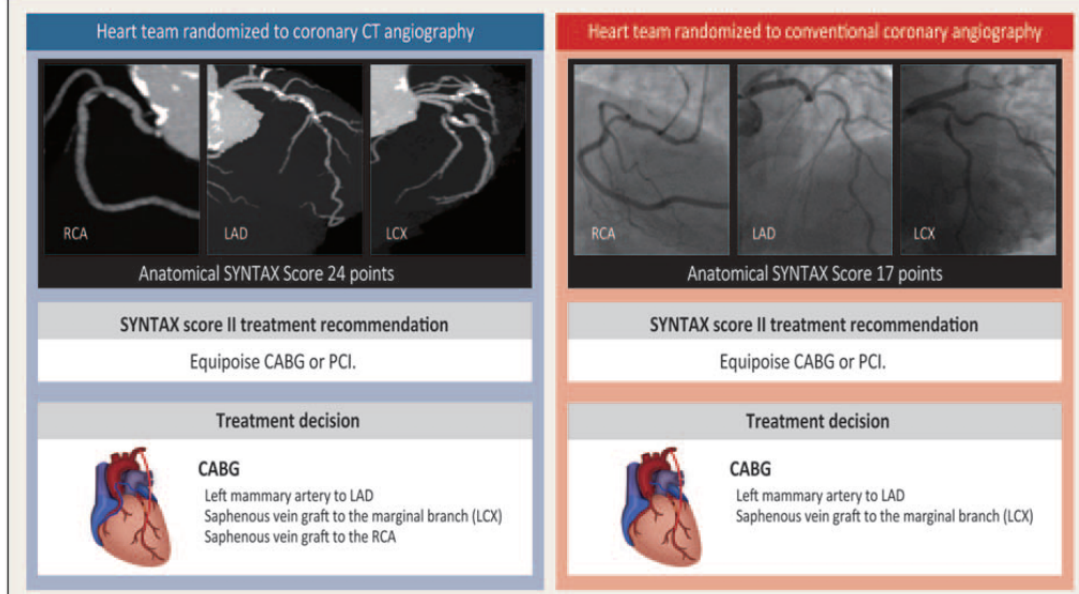 Heart team randomized to coronary CT angiography
RCA
LAD
LCX
Anatomical SYNTAX Score 24 points
SYNTAX score II treatment recommendation
Equipoise CABG or PCI.
Treatment decision
CABG
Left mammary artery to LAD
Saphenous vein graft to the marginal branch (LCX)
Saphenous vein graft to the RCA
Heart team randomized to conventional coronary angiography
RCA
LAD
LCX
Anatomical SYNTAX Score 17 points
SYNTAX score II treatment recommendation
Equipoise CABG or PCI.
Treatment decision
CABG
Left mammary artery to LAD
Saphenous vein graft to the marginal branch (LCX)